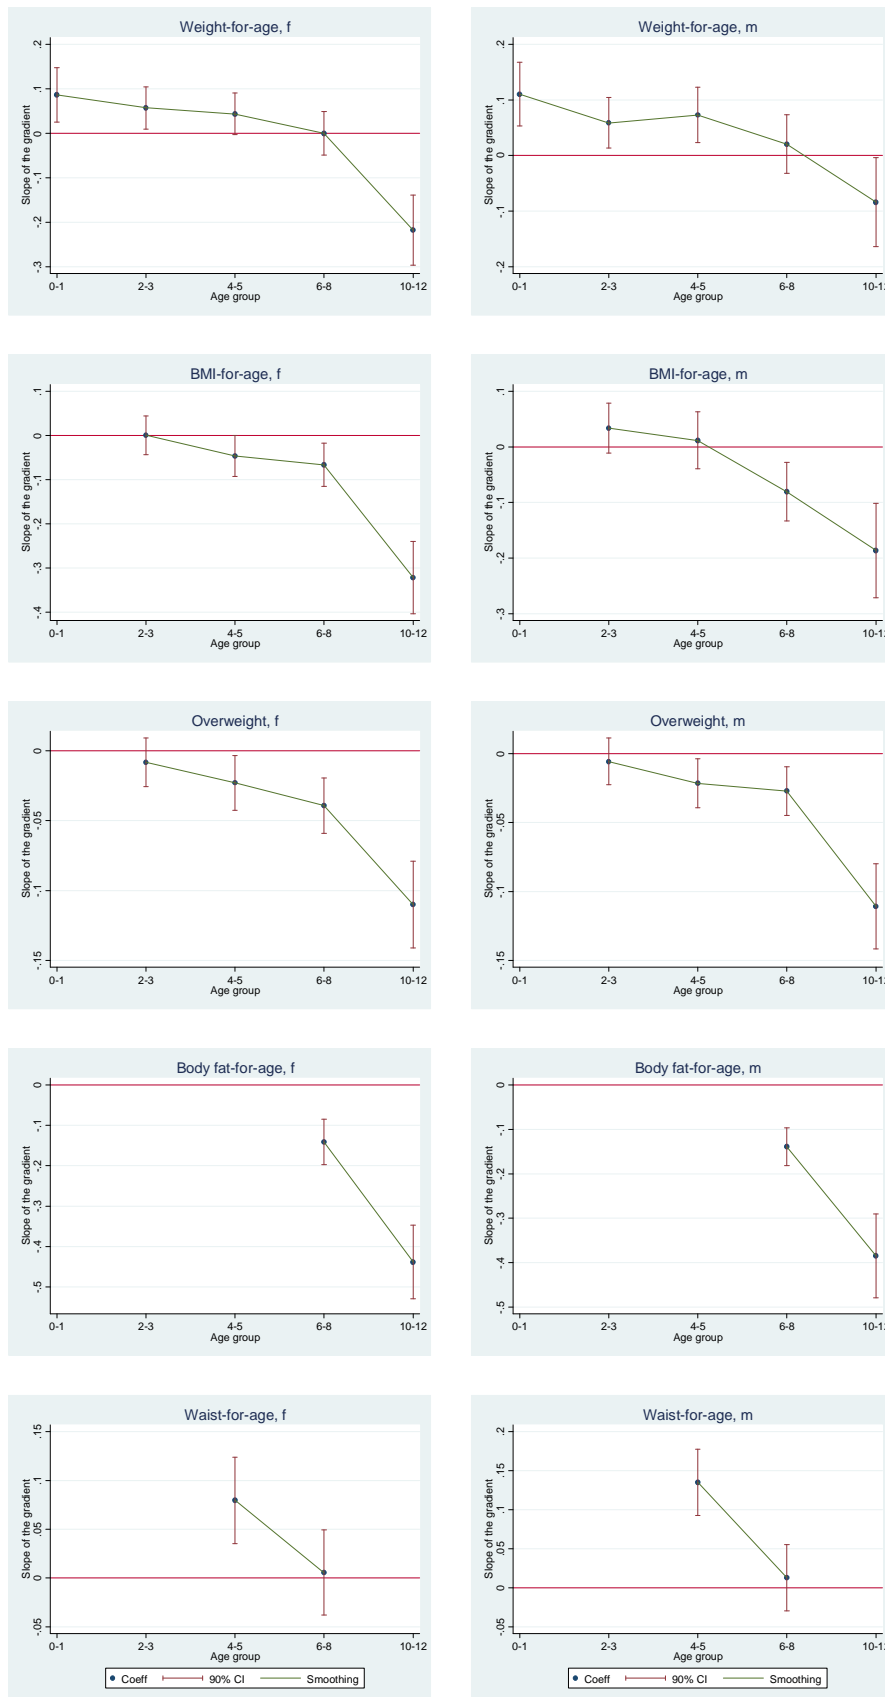 Weight-for-age, f
Slope of the gradient
.2
.1
0
-.1
-.2
-.3
0-1 2-3 4-5 6-8 10-12
Age group
Weight-for-age, m
Slope of the gradient
.2
.1
0
-.1
-.2
0-1 2-3 4-5 6-8 10-12
Age group
BMI-for-age, f
Slope of the gradient
.1
0
-.1
-.2
-.3
-.4
0-1 2-3 4-5 6-8 10-12
Age group
BMI-for-age, m
Slope of the gradient
.1
0
-.1
-.2
-.3
0-1 2-3 4-5 6-8 10-12
Age group
Overweight, f
Slope of the gradient
0
-.05
-.1
-.15
0-1 2-3 4-5 6-8 10-12
Age group
Overweight, m
Slope of the gradient
0
-.05
-.1
-.15
0-1 2-3 4-5 6-8 10-12
Age group
Body fat-for-age, f
Slope of the gradient
0
-.1
-.2
-.3
-.4
-.5
0-1 2-3 4-5 6-8 10-12
Age group
Body fat-for-age, m
Slope of the gradient
0
-.1
-.2
-.3
-.4
-.5
0-1 2-3 4-5 6-8 10-12
Age group
Waist-for-age, f
Slope of the gradient
.15
.1
.05
0
-.05
0-1 2-3 4-5 6-8 10-12
Age group
Coeff 90% CI Smoothing
Waist-for-age, m
Slope of the gradient
.2
.15
.1
.05
0
-.05
0-1 2-3 4-5 6-8 10-12
Age group
Coeff 90% CI Smoothing